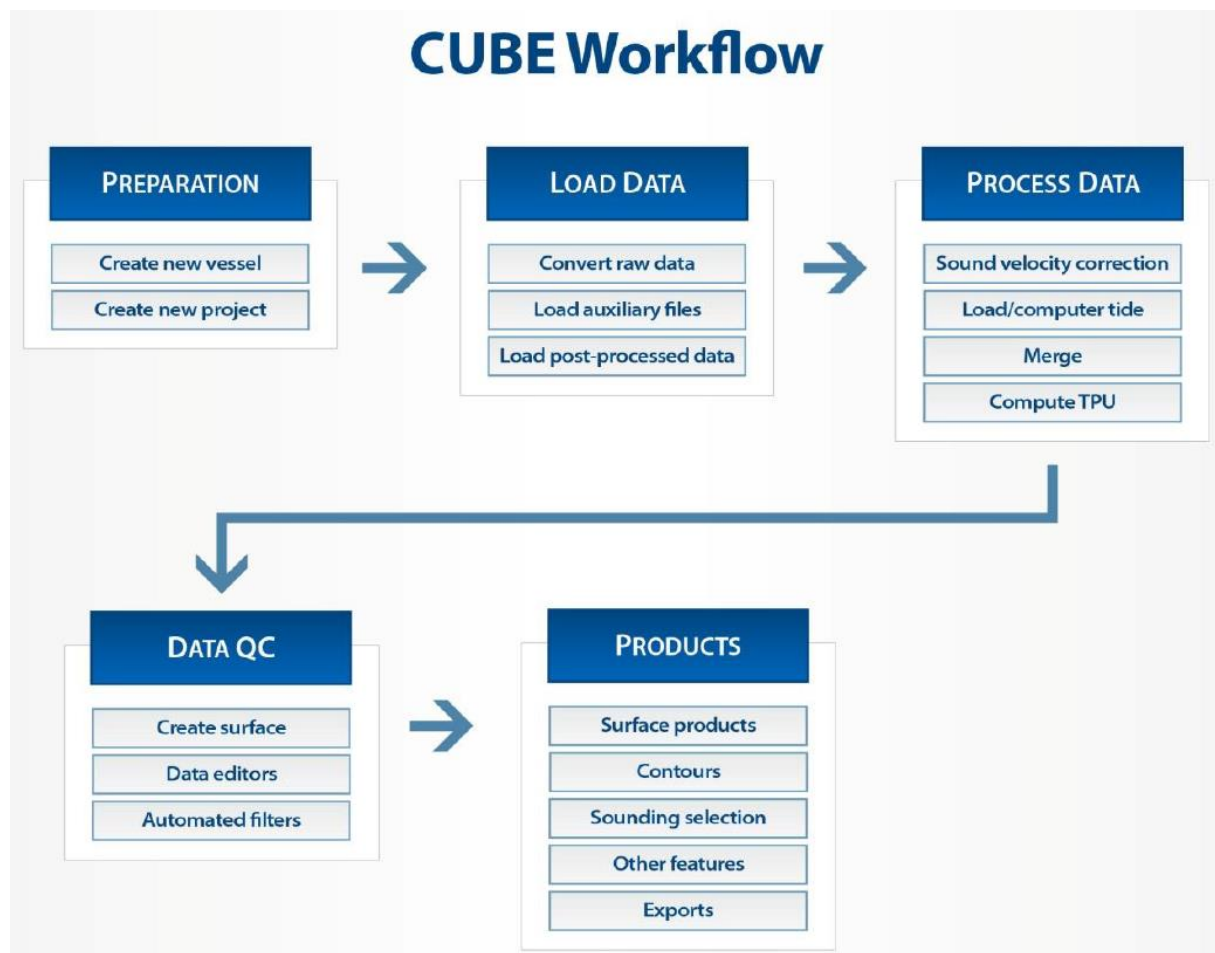 CUBE Workflow
PREPARATION
Create new vessel
Create new project
LOAD DATA
Convert raw data
Load auxiliary files
Load post-processed data
PROCESS DATA
Sound velocity correction
Load/computer tide
Merge
Compute TPU
DATA QC
Create surface
Data editors
Automated filters
PRODUCTS
Surface products
Contours
Sounding selection
Other features
Exports